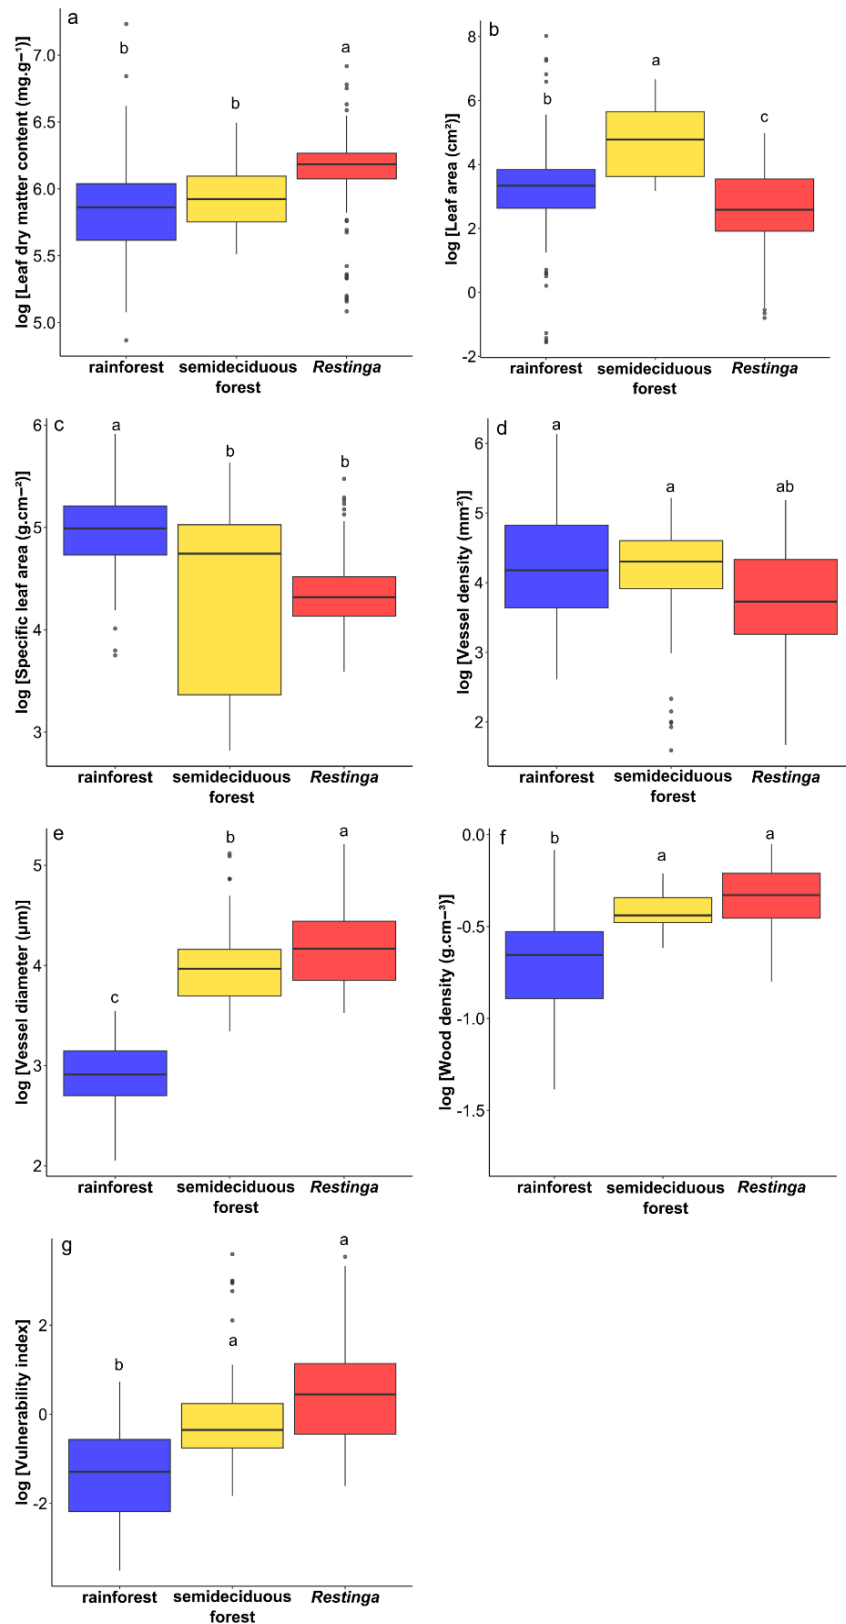 a
log [Leaf dry matter content (mg.g⁻¹)]
7.0
6.5
6.0
5.5
5.0
b
b
a
rainforest
semideciduous
forest
Restinga
b
log [Leaf area (cm²)]
8
6
4
2
0
-2
b
a
c
rainforest
semideciduous
forest
Restinga
c
log [Specific leaf area (g.cm−²)]
6
5
4
3
a
b
b
rainforest
semideciduous
forest
Restinga
d
log [Vessel density (mm²)]
6
5
4
3
2
a
a
ab
rainforest
semideciduous
forest
Restinga
e
log [Vessel diameter (µm)]
5
4
3
2
c
b
a
rainforest
semideciduous
forest
Restinga
f
log [Wood density (g.cm−³)]
0.0
-0.5
-1.0
-1.5
b
a
a
rainforest
semideciduous
forest
Restinga
g
log [Vulnerability index]
2
0
-2
b
a
a
rainforest
semideciduous
forest
Restinga